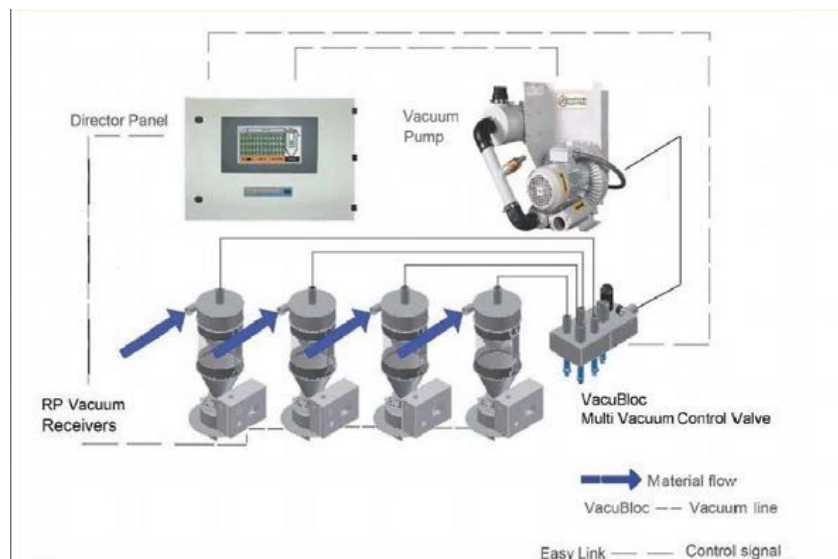 Director Panel
Vacuum
Pump
RP Vacuum
Receivers
VacuBloc
Multi Vacuum Control Valve
Material flow
VacuBloc --- Vacuum line
Easy Link — — Control signal